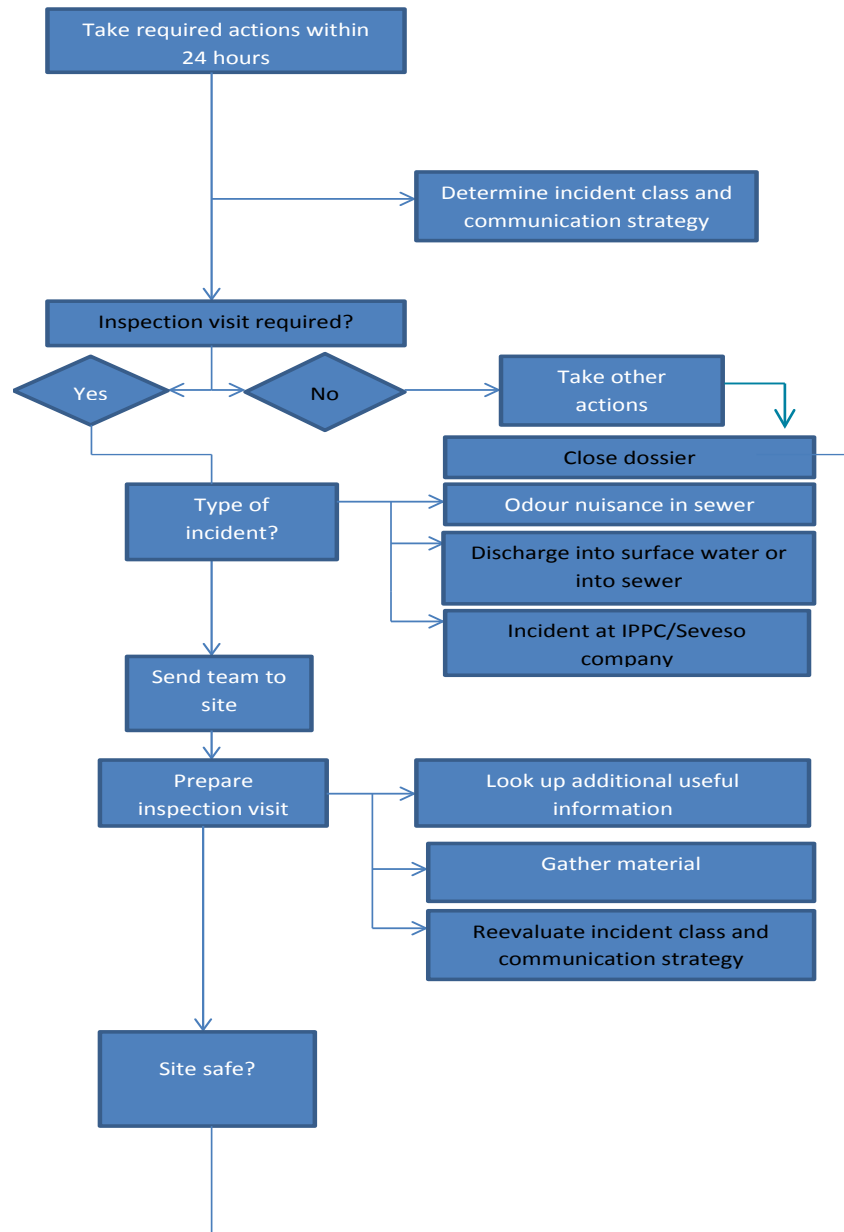 Take required actions within
24 hours
Determine incident class and
communication strategy
Inspection visit required?
Yes
No
Take other
actions
Close dossier
Type of
incident?
Odour nuisance in sewer
Discharge into surface water or
into sewer
Incident at IPPC/Seveso
company
Send team to
site
Prepare
inspection visit
Look up additional useful
information
Gather material
Reevaluate incident class and
communication strategy
Site safe?